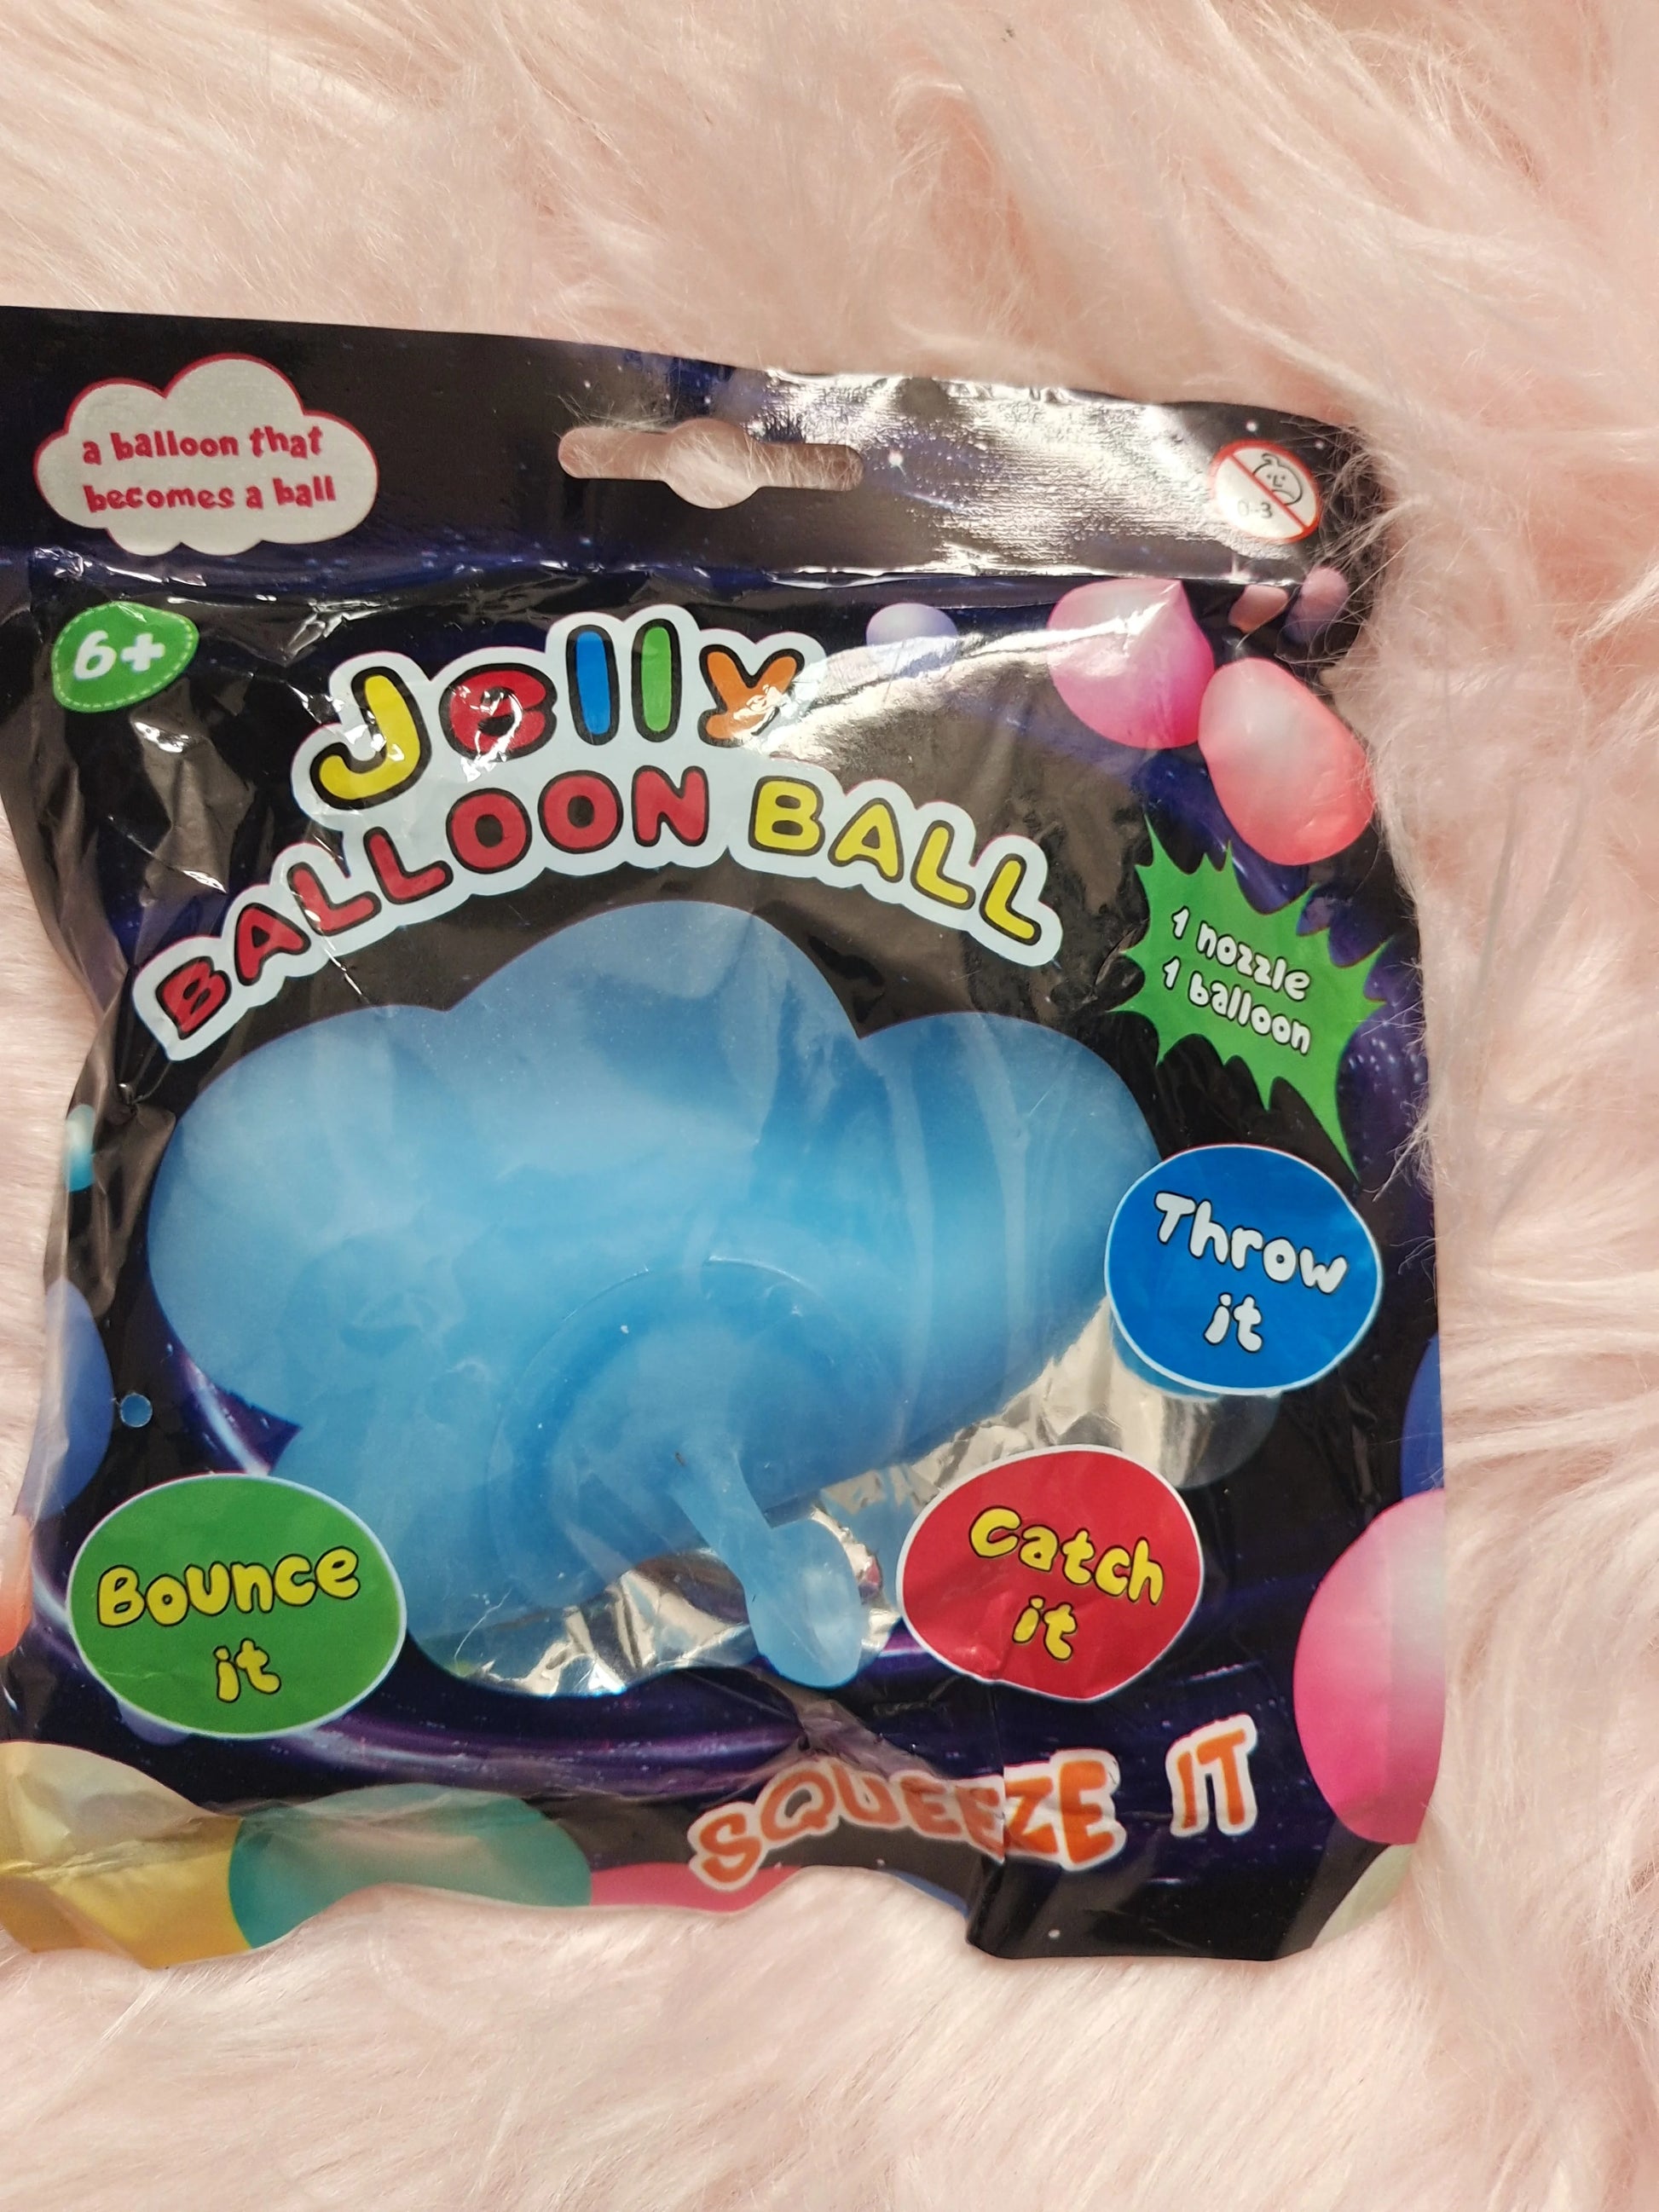 a balloon that
becomes a ball
0-3
6+
Jelly
BALLOON BALL
1 nozzle
1 balloon
Throw
it
Bounce
it
Catch
it
SQUEEZE IT